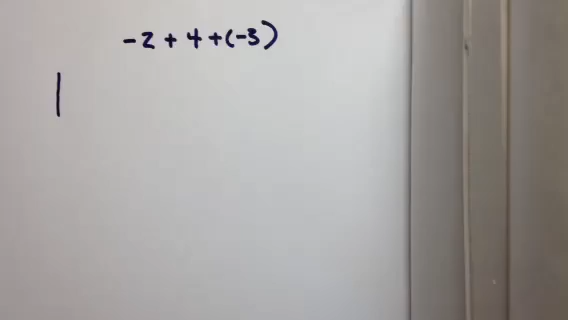 -2 + 4 + (-3)
|